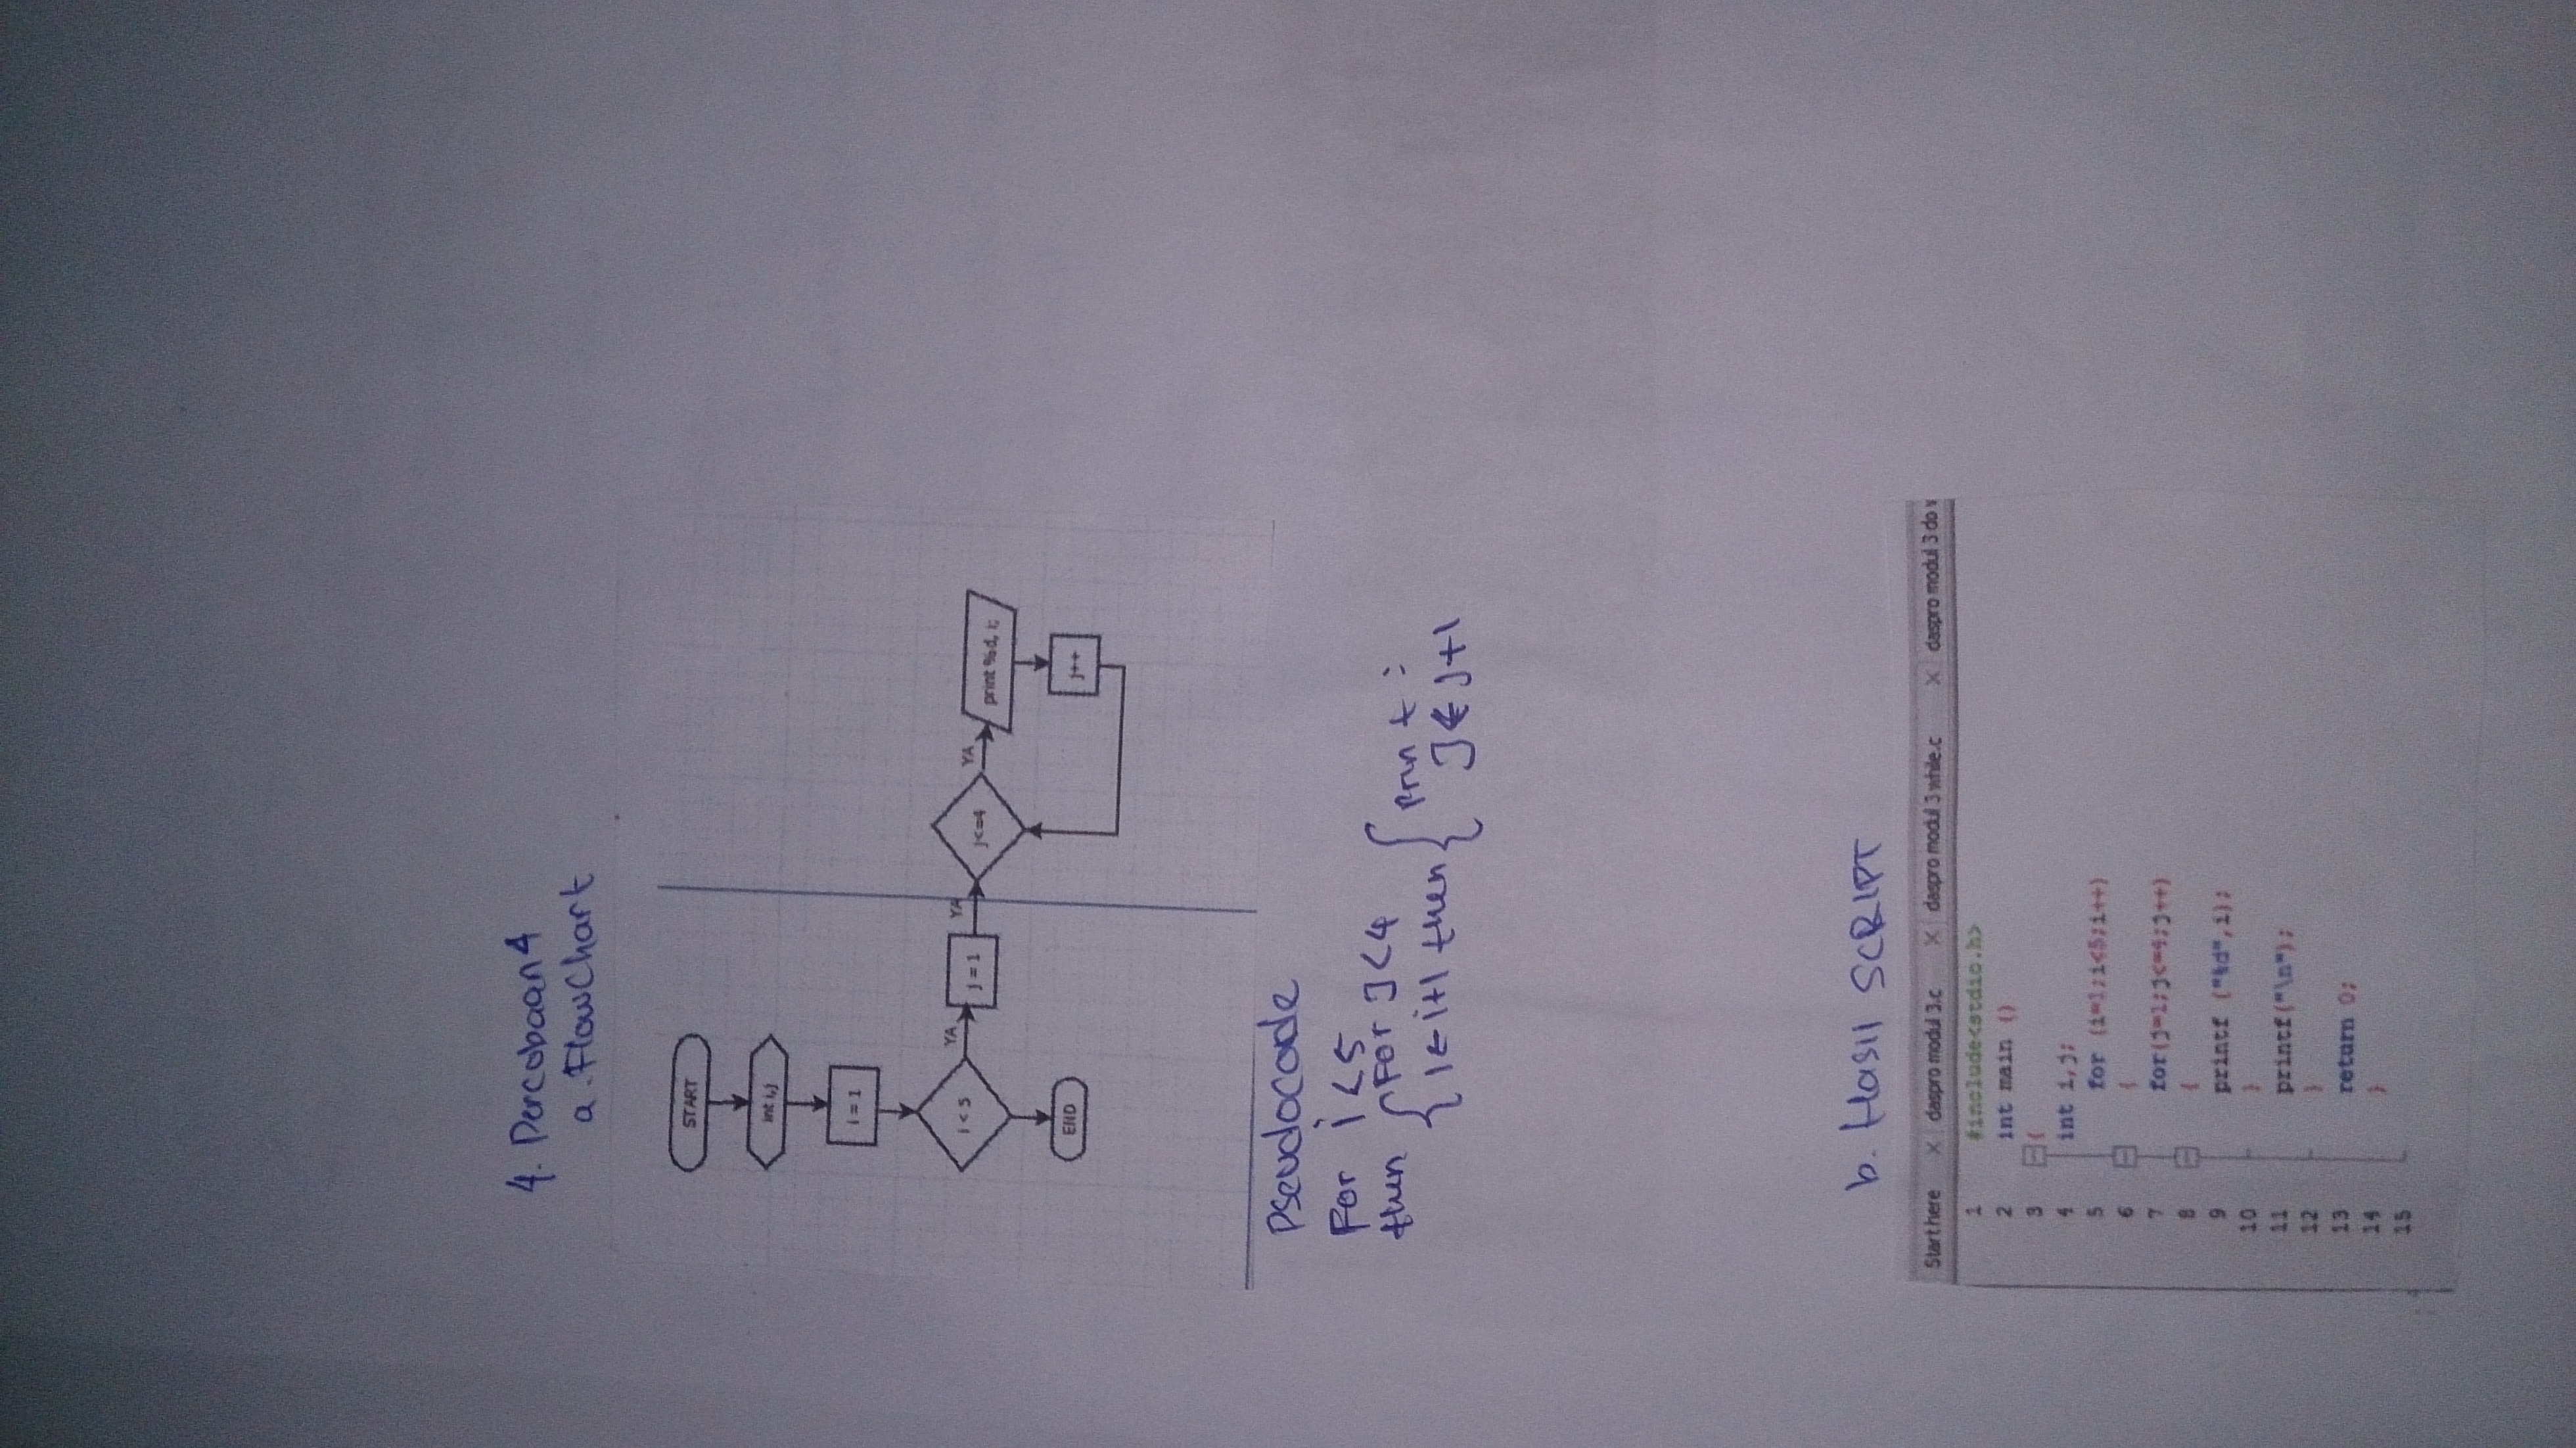 4. Percobaan 4
a. FlowChart
START
int i,j
i = 1
i < 5
YA
j = 1
YA
j<=4
YA
print %d, i;
j++
END
Pseudocode
For i < 5
then { For J < 4
i ← i+1 then { print i
J ← j+1
b. Hasil SCRIPT
Start here × daspro modul 3.c × daspro modul 3 while.c × daspro modul 3 do w
1 #include<stdio.h>
2 int main ()
3 {
4 int i,j;
5 for (i=1;i<5;i++)
6 {
7 for(j=1;j<=4;j++)
8 {
9 printf ("%d",i);
10 }
11 printf("\n");
12 }
13 return 0;
14 }
15